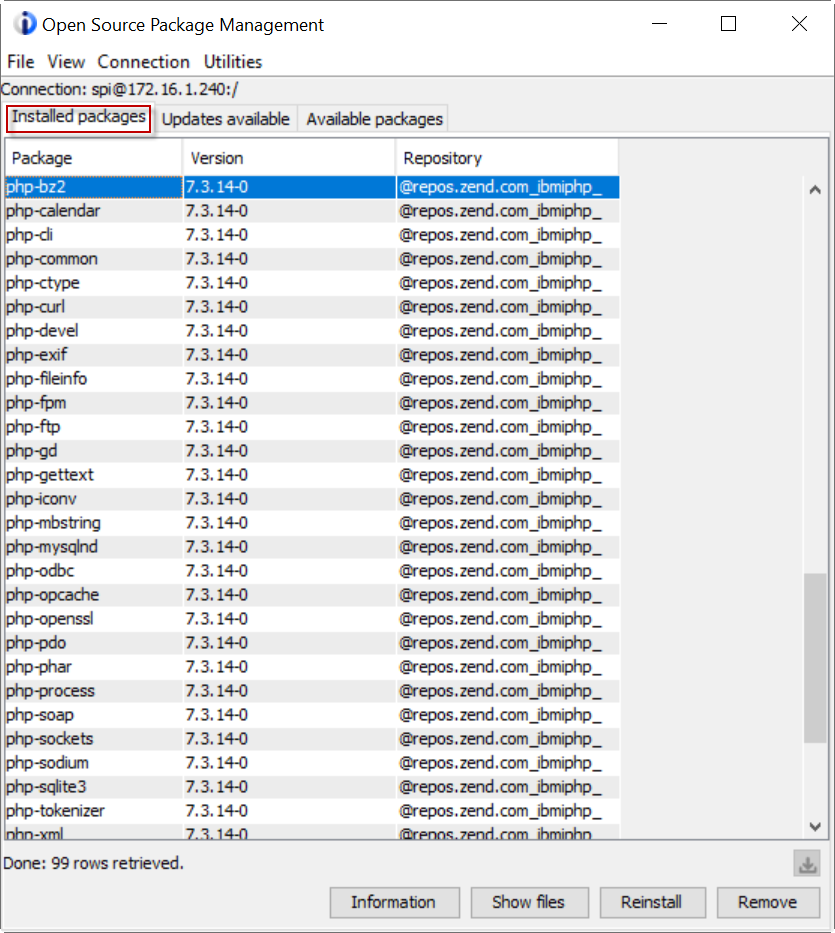 Open Source Package Management
File View Connection Utilities
Connection: spi@172.16.1.240:/
Installed packages Updates available Available packages
Package Version Repository
php-bz2 7.3.14-0 @repos.zend.com_ibmiphp_
php-calendar 7.3.14-0 @repos.zend.com_ibmiphp_
php-cli 7.3.14-0 @repos.zend.com_ibmiphp_
php-common 7.3.14-0 @repos.zend.com_ibmiphp_
php-ctype 7.3.14-0 @repos.zend.com_ibmiphp_
php-curl 7.3.14-0 @repos.zend.com_ibmiphp_
php-devel 7.3.14-0 @repos.zend.com_ibmiphp_
php-exif 7.3.14-0 @repos.zend.com_ibmiphp_
php-fileinfo 7.3.14-0 @repos.zend.com_ibmiphp_
php-fpm 7.3.14-0 @repos.zend.com_ibmiphp_
php-ftp 7.3.14-0 @repos.zend.com_ibmiphp_
php-gd 7.3.14-0 @repos.zend.com_ibmiphp_
php-gettext 7.3.14-0 @repos.zend.com_ibmiphp_
php-iconv 7.3.14-0 @repos.zend.com_ibmiphp_
php-mbstring 7.3.14-0 @repos.zend.com_ibmiphp_
php-mysqlnd 7.3.14-0 @repos.zend.com_ibmiphp_
php-odbc 7.3.14-0 @repos.zend.com_ibmiphp_
php-opcache 7.3.14-0 @repos.zend.com_ibmiphp_
php-openssl 7.3.14-0 @repos.zend.com_ibmiphp_
php-pdo 7.3.14-0 @repos.zend.com_ibmiphp_
php-phar 7.3.14-0 @repos.zend.com_ibmiphp_
php-process 7.3.14-0 @repos.zend.com_ibmiphp_
php-soap 7.3.14-0 @repos.zend.com_ibmiphp_
php-sockets 7.3.14-0 @repos.zend.com_ibmiphp_
php-sodium 7.3.14-0 @repos.zend.com_ibmiphp_
php-sqlite3 7.3.14-0 @repos.zend.com_ibmiphp_
php-tokenizer 7.3.14-0 @repos.zend.com_ibmiphp_
php-xml 7.3.14-0 @repos.zend.com_ibmiphp_
Done: 99 rows retrieved.
Information Show files Reinstall Remove